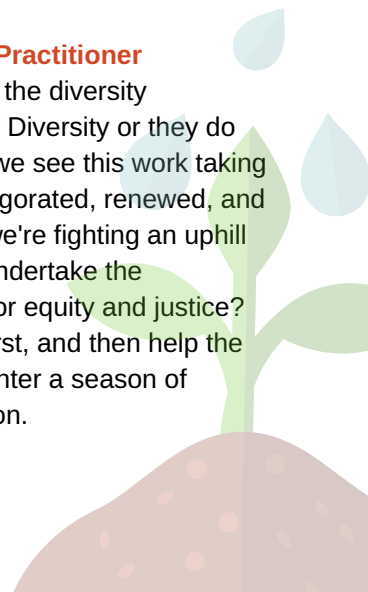 Practitioner
the diversity
Diversity or they do
we see this work taking
gorated, renewed, and
e're fighting an uphill
ndertake the
or equity and justice?
rst, and then help the
nter a season of
on.